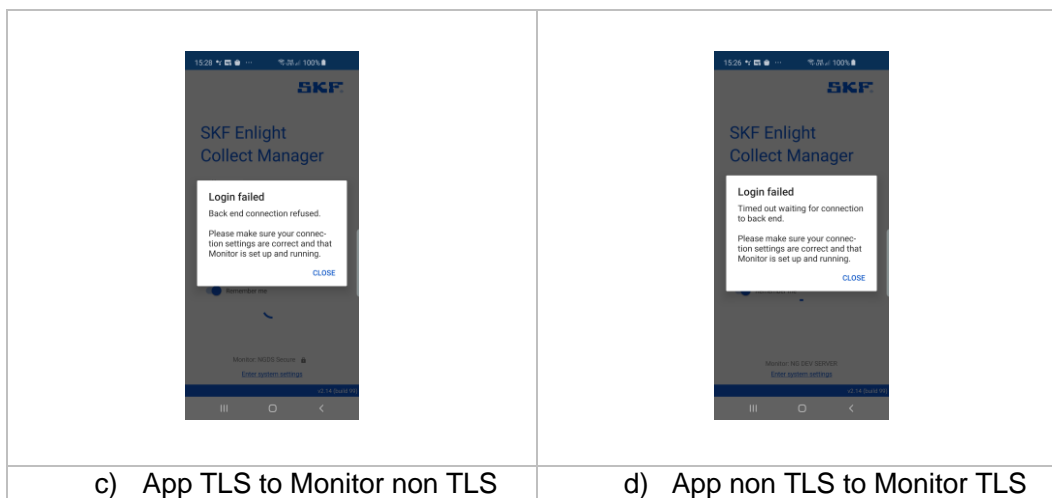 15:28 100%
SKF
SKF Enlight
Collect Manager
Login failed
Back end connection refused.
Please make sure your connec-
tion settings are correct and that
Monitor is set up and running.
CLOSE
Remember me
Monitor: NGDS Secure
Enter system settings
v2.14 (build 93)
c) App TLS to Monitor non TLS
15:26 100%
SKF
SKF Enlight
Collect Manager
Login failed
Timed out waiting for connection
to back end.
Please make sure your connec-
tion settings are correct and that
Monitor is set up and running.
CLOSE
Monitor: NG DEV SERVER
Enter system settings
d) App non TLS to Monitor TLS